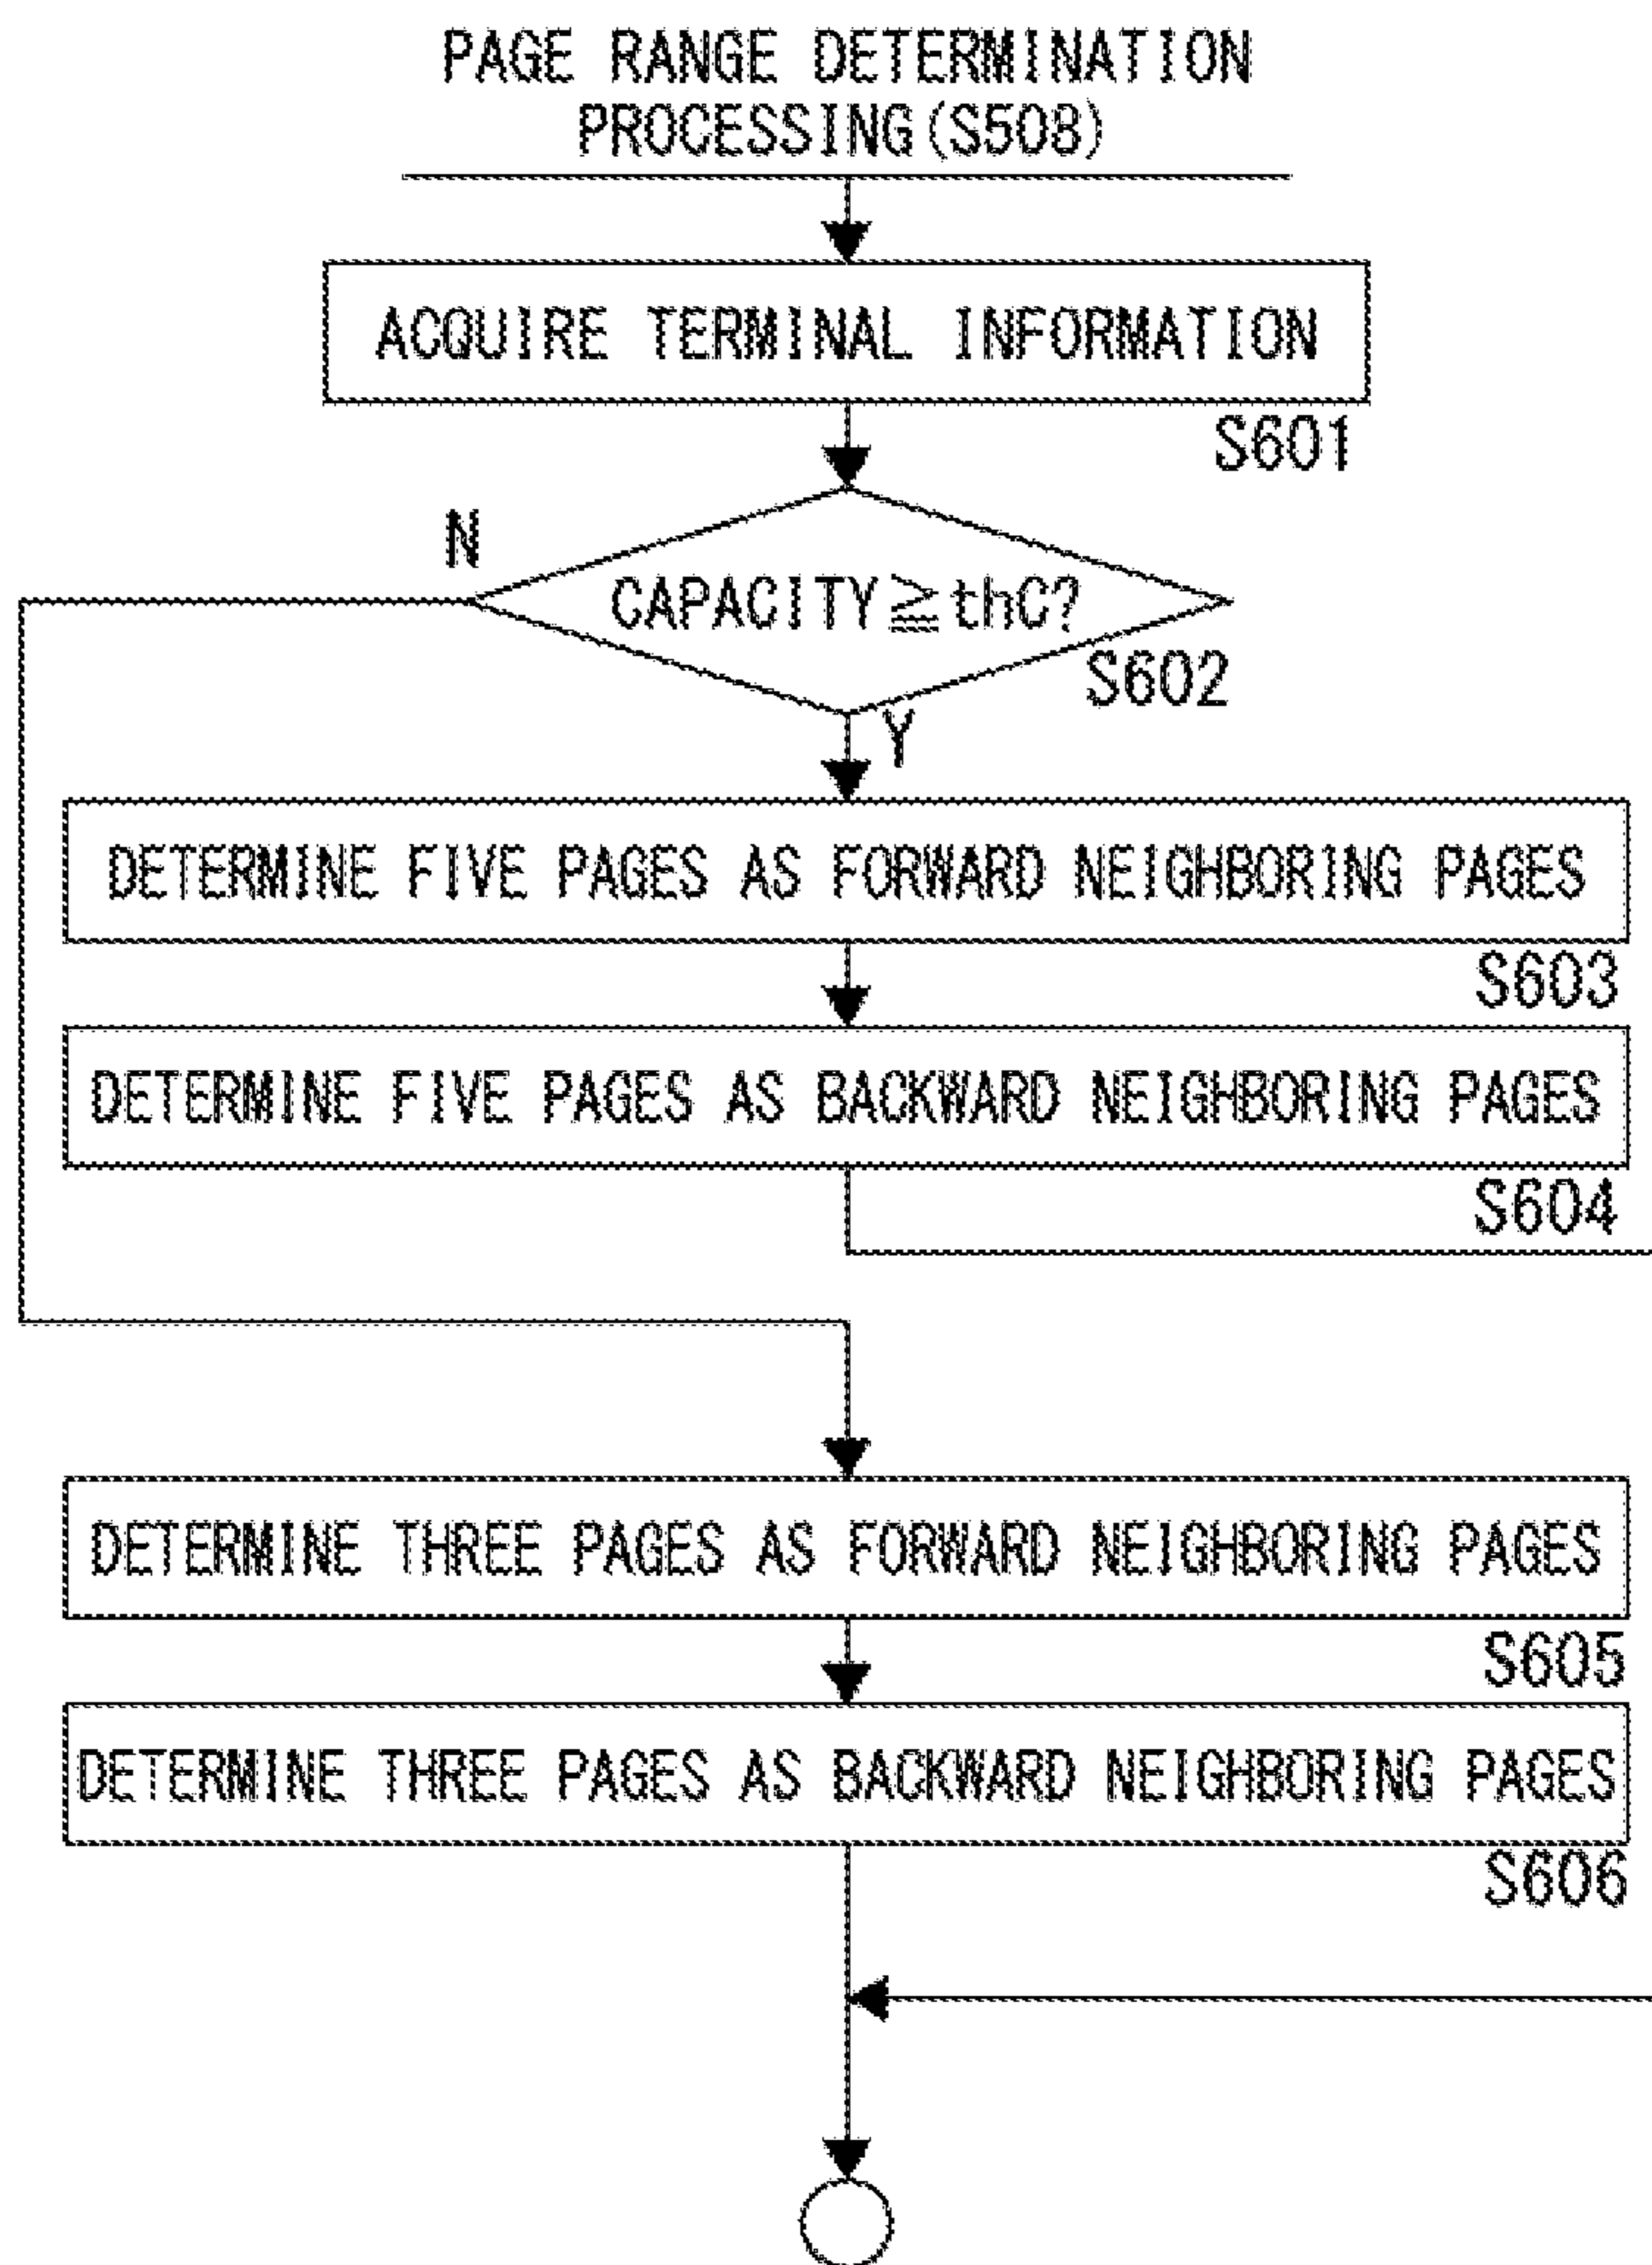 PAGE RANGE DETERMINATION
PROCESSING(S508)
ACQUIRE TERMINAL INFORMATION
S601
N
CAPACITY≧thC?
S602
Y
DETERMINE FIVE PAGES AS FORWARD NEIGHBORING PAGES
S603
DETERMINE FIVE PAGES AS BACKWARD NEIGHBORING PAGES
S604
DETERMINE THREE PAGES AS FORWARD NEIGHBORING PAGES
S605
DETERMINE THREE PAGES AS BACKWARD NEIGHBORING PAGES
S606